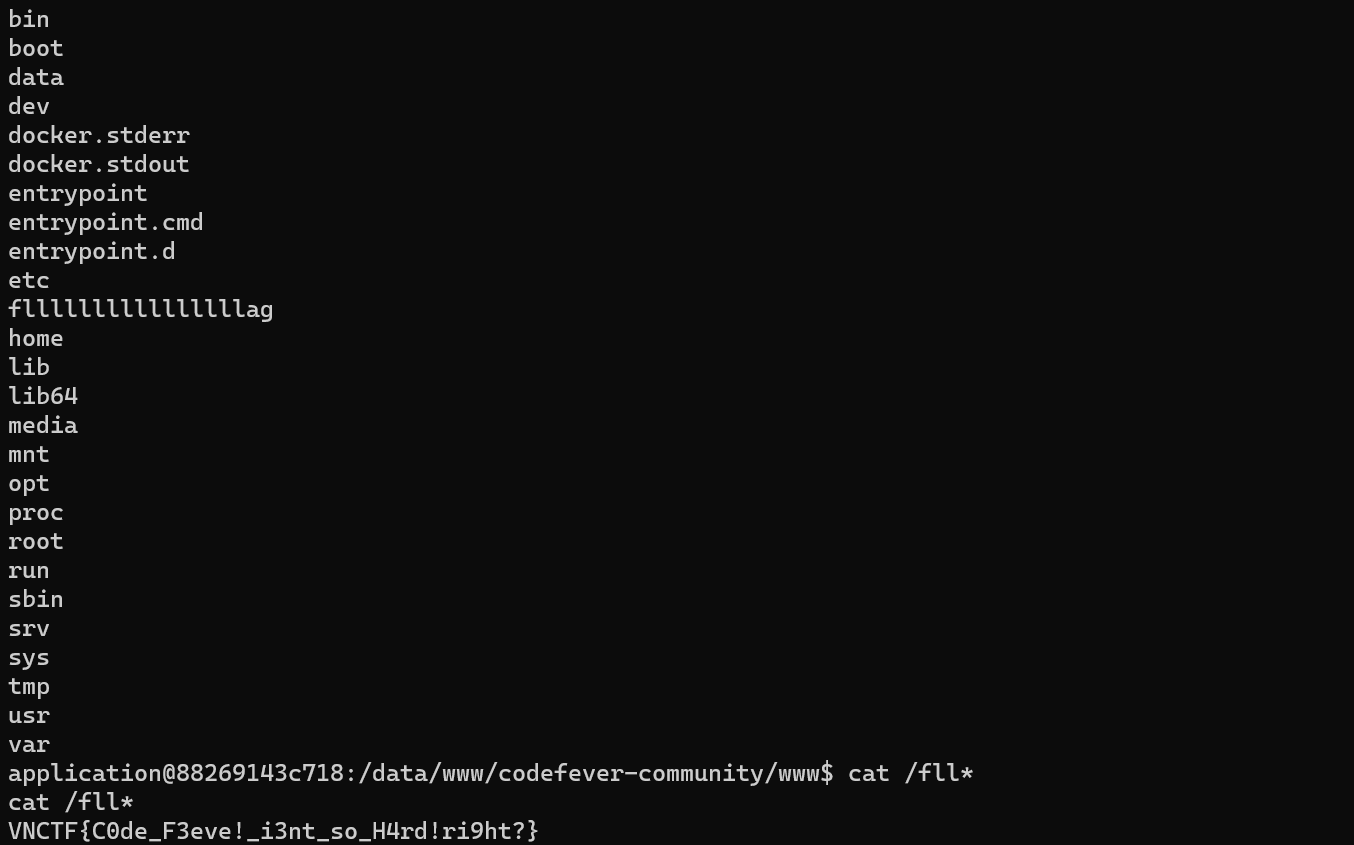 bin
boot
data
dev
docker.stderr
docker.stdout
entrypoint
entrypoint.cmd
entrypoint.d
etc
fllllllllllllllllag
home
lib
lib64
media
mnt
opt
proc
root
run
sbin
srv
sys
tmp
usr
var
application@88269143c718:/data/www/codefever-community/www$ cat /fll*
cat /fll*
VNCTF{C0de_F3eve!_i3nt_so_H4rd!ri9ht?}